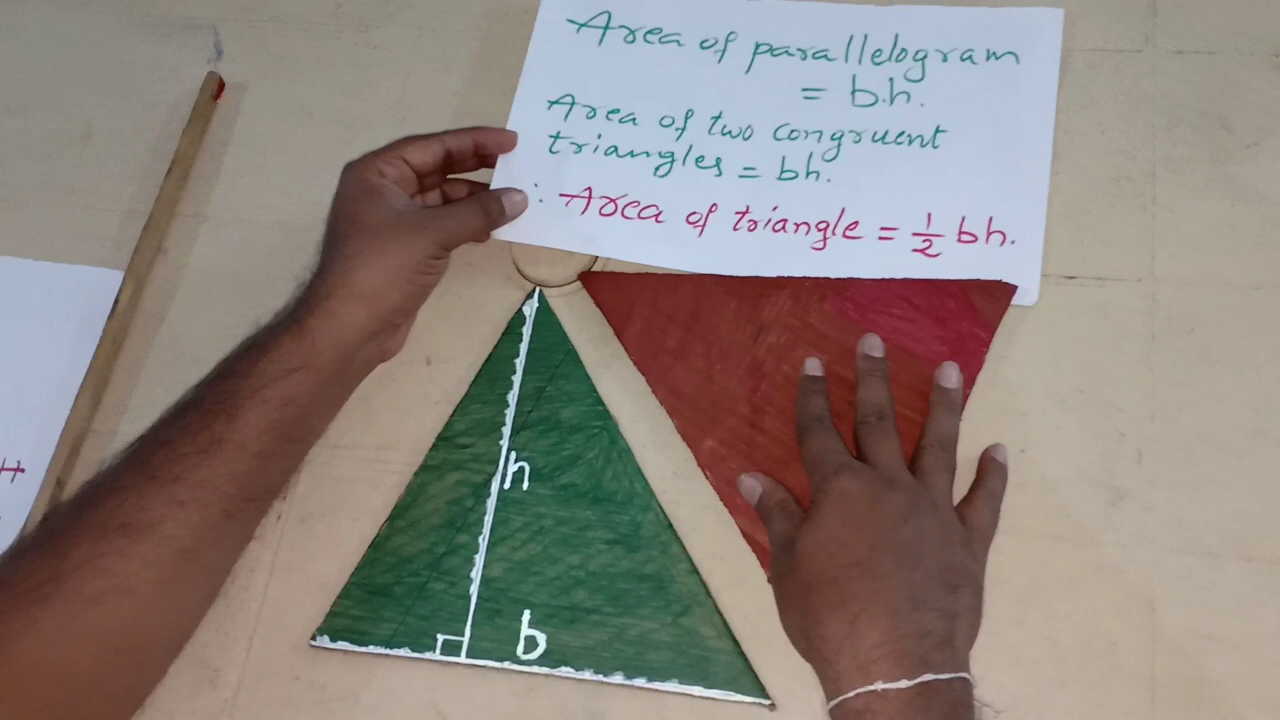 Area of parallelogram
= b.h.
Area of two congruent
triangles = bh.
∴ Area of triangle = 1/2 bh.
h
b
H